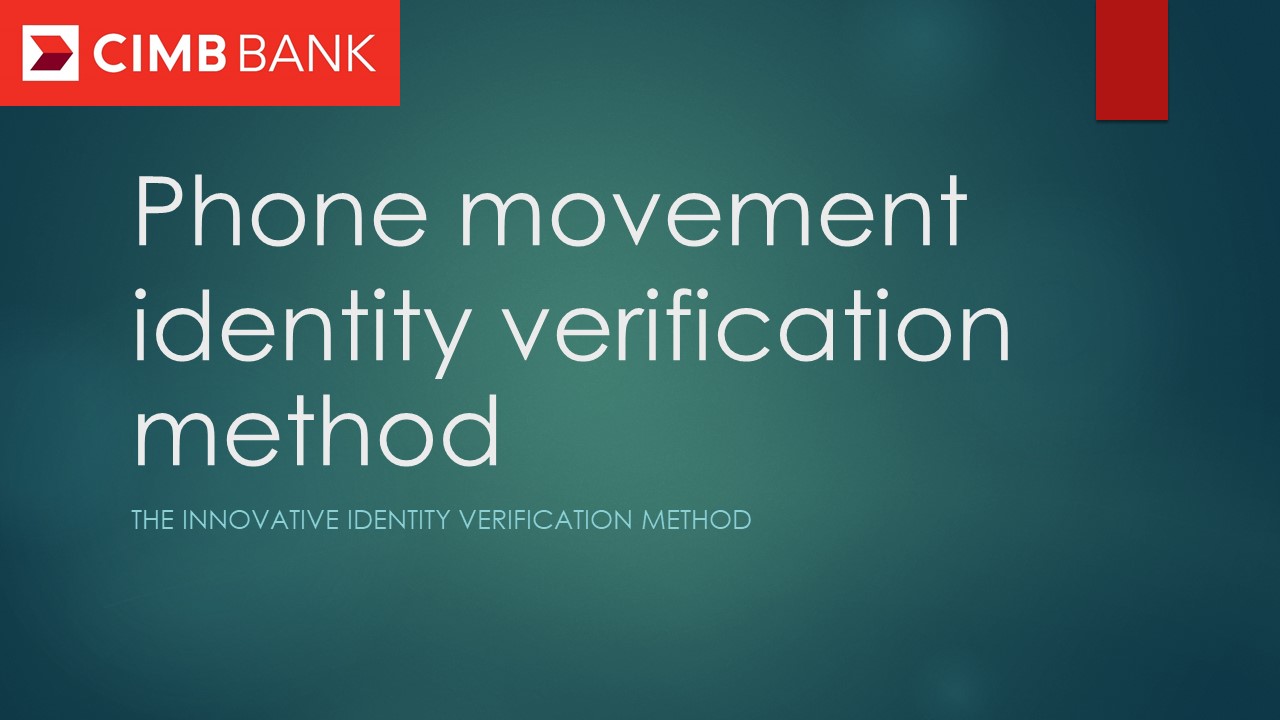 CIMB BANK
Phone movement
identity verification
method
THE INNOVATIVE IDENTITY VERIFICATION METHOD